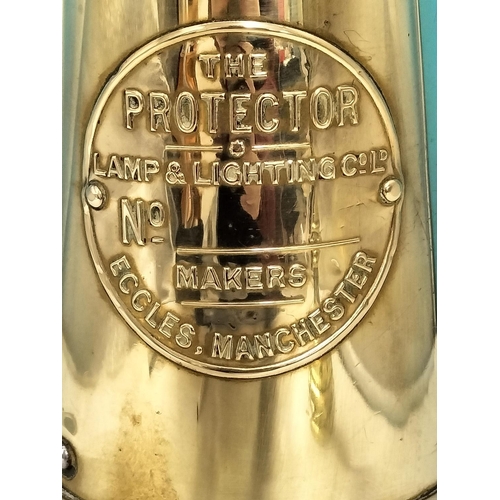 THE
PROTECTOR
LAMP & LIGHTING Cº. Lᴰ
Nº
MAKERS
ECCLES, MANCHESTER